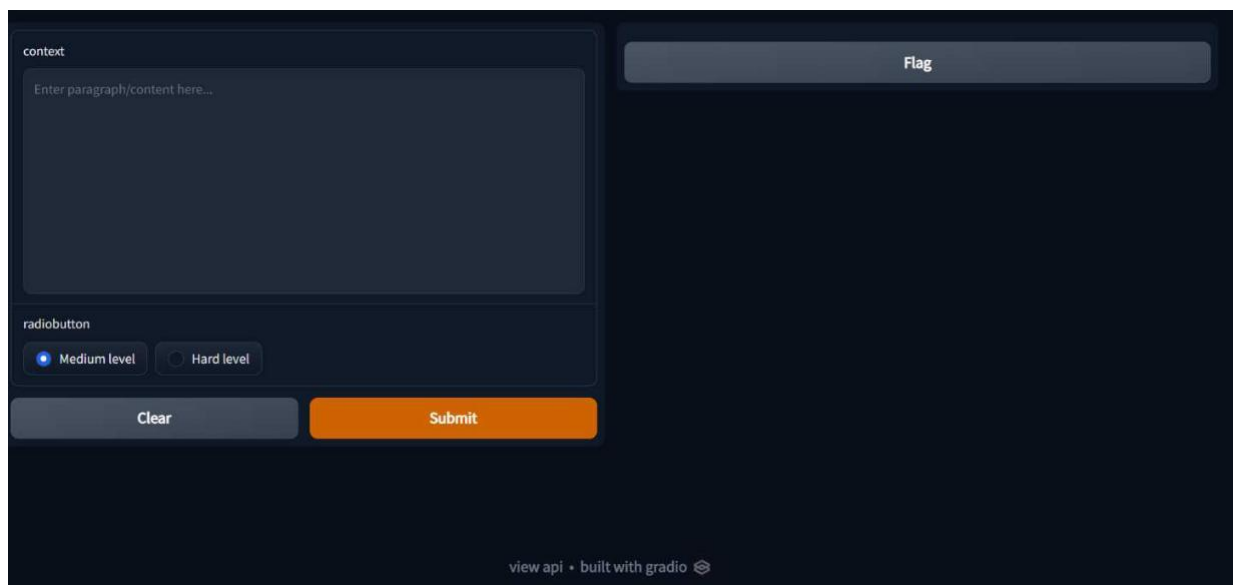 context
Enter paragraph/content here...
radiobutton
Medium level
Hard level
Clear
Submit
Flag
view api • built with gradio